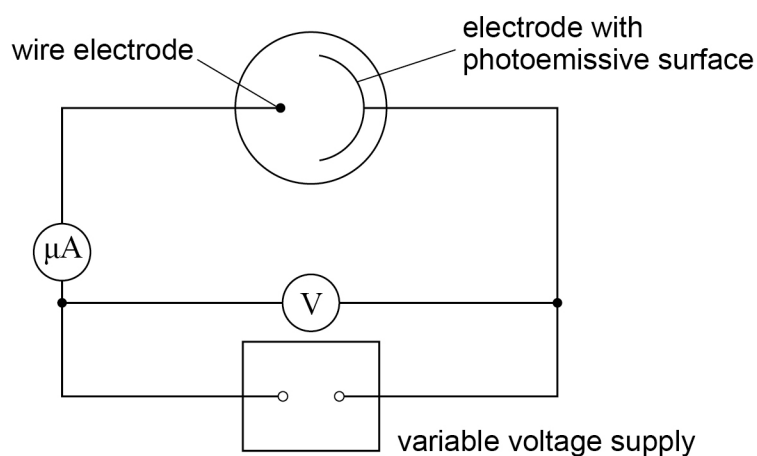 electrode with
photoemissive surface
wire electrode
μA
V
variable voltage supply